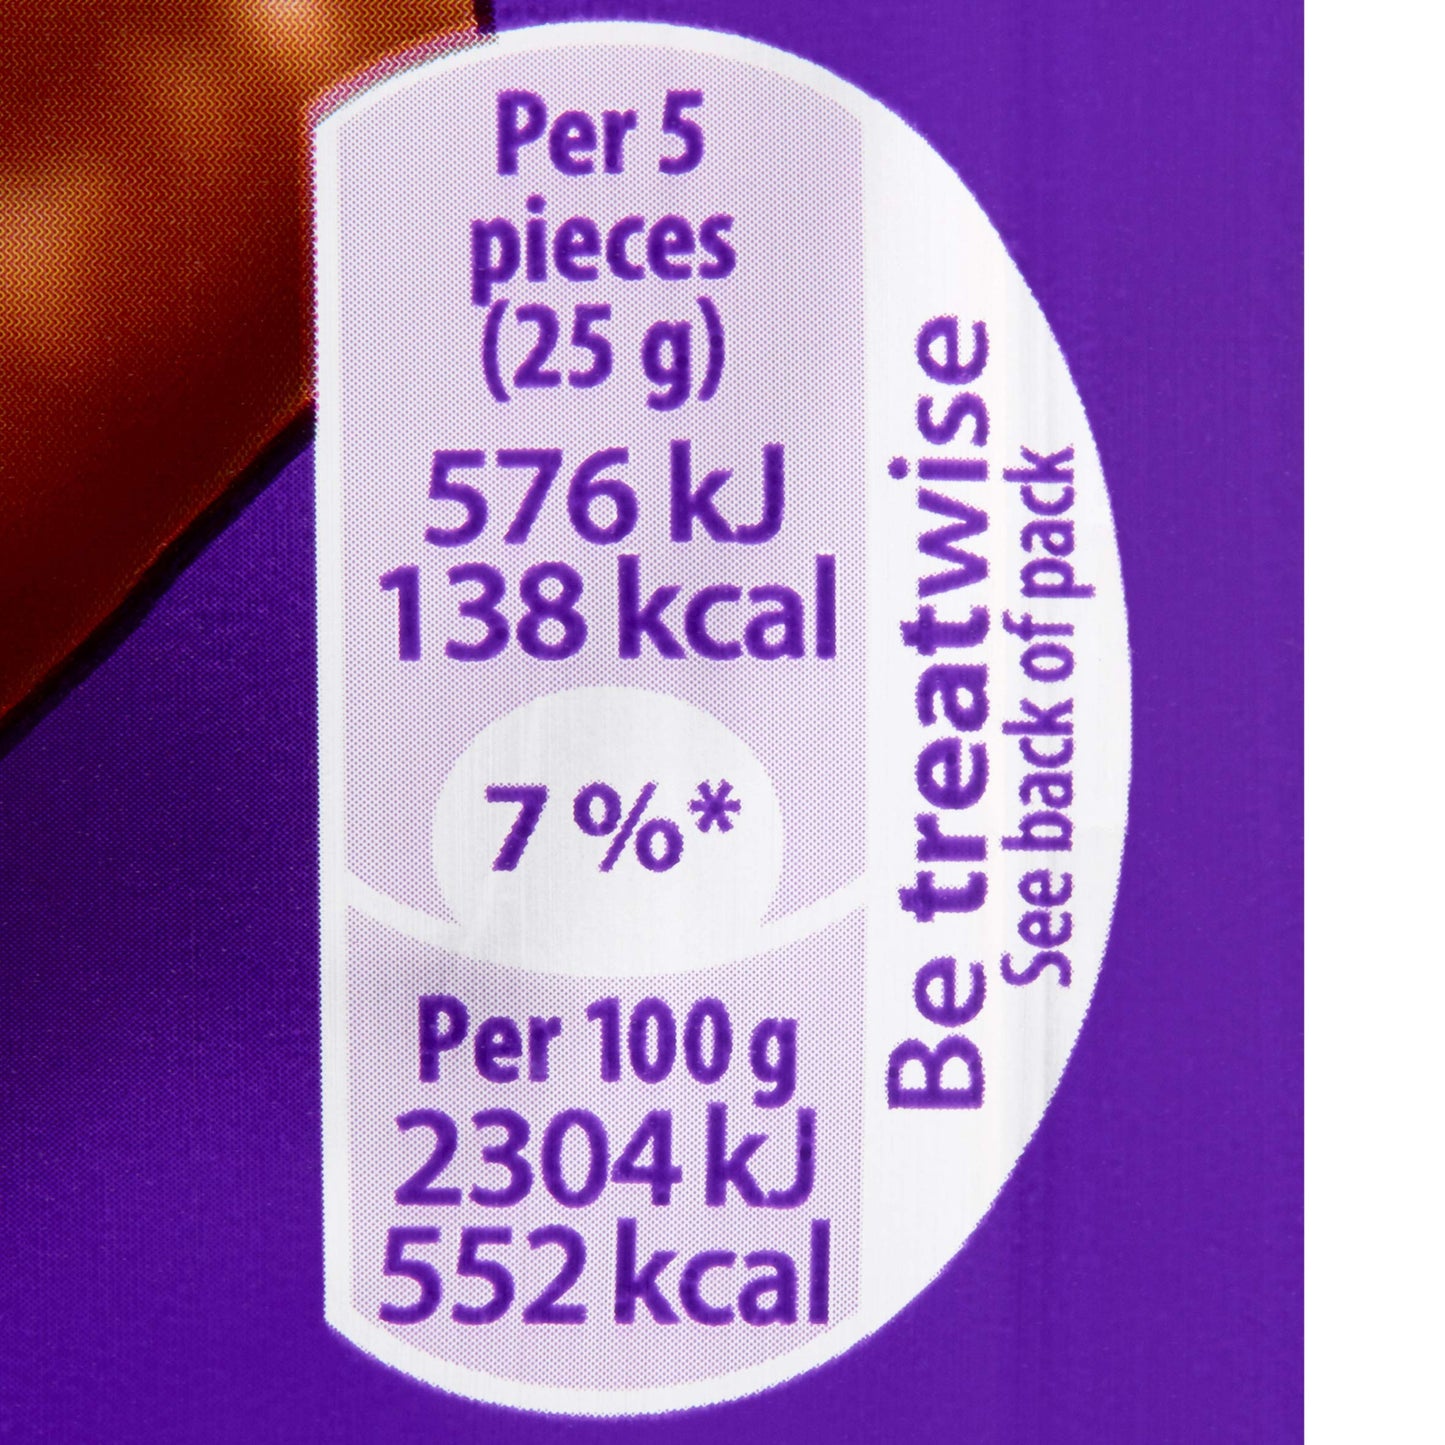 Per 5
pieces
(25 g)
576 kJ
138 kcal
7 %*
Per 100 g
2304 kJ
552 kcal
Be treatwise
See back of pack